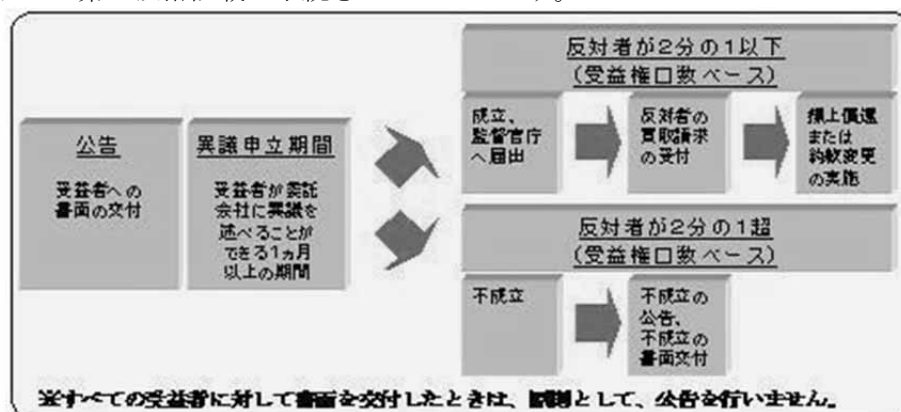 反対者が2分の1以下
(受益権口数ベース)
公告
受益者への
書面の交付
異議申立期間
受益者が委託
会社に異議を
述べることが
できる1ヵ月
以上の期間
成立、
監督官庁
へ届出
反対者の
買取請求
の受付
繰上償還
または
約款変更
の実施
反対者が2分の1超
(受益権口数ベース)
不成立
不成立の
公告、
不成立の
書面交付
※すべての受益者に対して書面を交付したときは、原則として、公告を行いません。